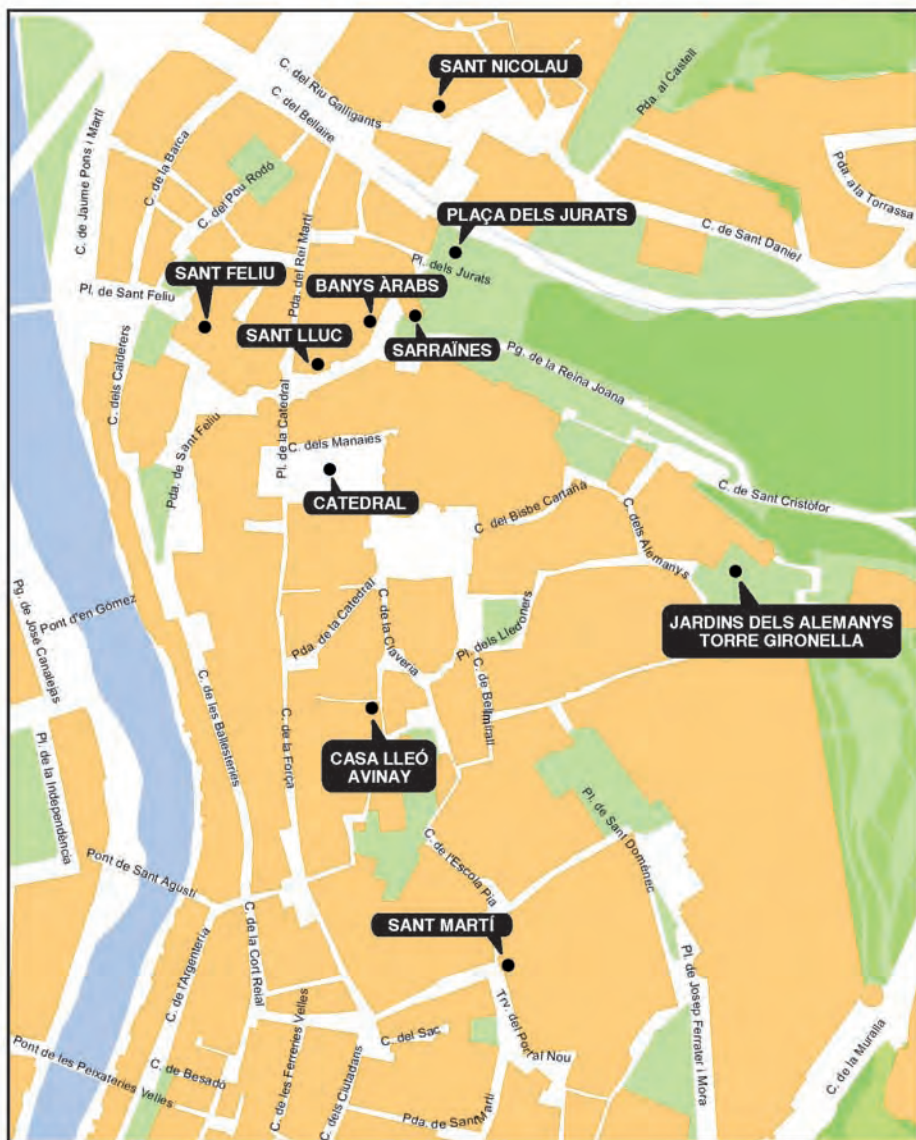 SANT NICOLAU
C. del Riu Galligants
C. del Bellaire
Pda. al Castell
C. de Jaume Pons i Martí
C. de la Barca
C. del Pou Rodó
Pda. a la Torrassa
PLAÇA DELS JURATS
C. de Sant Daniel
Pda. del Rei Martí
Pl. dels Jurats
SANT FELIU
BANYS ÀRABS
Pl. de Sant Feliu
SANT LLUC
SARRAÏNES
Pg. de la Reina Joana
C. dels Calderers
Pda. de Sant Feliu
Pl. de la Catedral
C. dels Manaies
CATEDRAL
C. del Bisbe Cartañà
C. dels Alemanys
C. de Sant Cristòfor
Pg. de José Canalejas
Pont d'en Gómez
Pda. de la Catedral
C. de la Claveria
Pl. dels Lledoners
JARDINS DELS ALEMANYS
TORRE GIRONELLA
C. de Bellmirall
C. de les Ballesteries
C. de la Força
CASA LLEÓ
AVINAY
Pl. de la Independència
Pl. de Sant Domènec
Pont de Sant Agustí
C. de l'Escola Pia
SANT MARTÍ
C. de l'Argenteria
C. de la Cort Reial
Trv. del Portal Nou
Pl. de Josep Ferrater i Mora
C. de la Muralla
C. del Sac
C. de les Ferreries Velles
C. dels Ciutadans
Pont de les Peixateries Velles
C. de Besadó
Pda. de Sant Martí